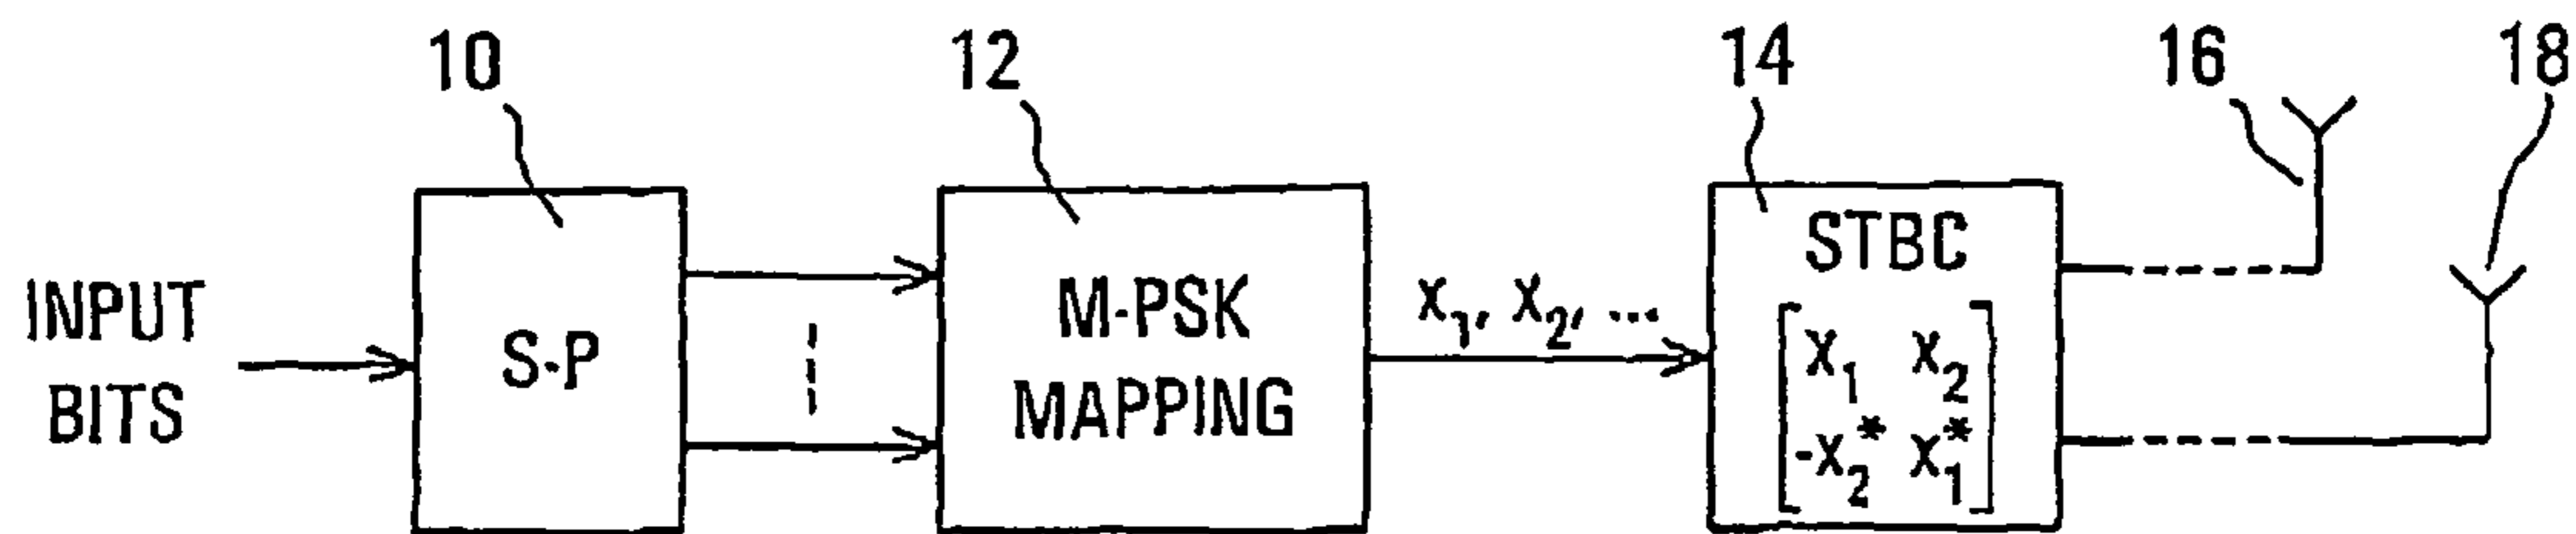 10
12
14
16
18
INPUT
BITS
S-P
M-PSK
MAPPING
X₁, X₂, ...
STBC
X₁ X₂
-X₂* X₁*